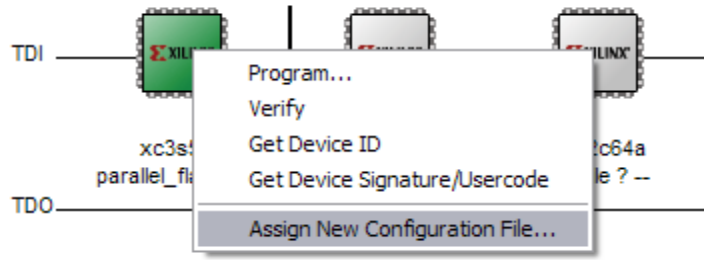 TDI
XILINX
Program...
Verify
Get Device ID
Get Device Signature/Usercode
Assign New Configuration File...
xc3s
parallel_fl
2c64a
le ? --
TDO